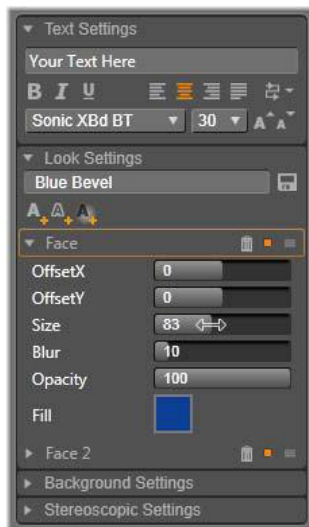 Text Settings
Your Text Here
B I U
Sonic XBd BT 30 A A
Look Settings
Blue Bevel
A A A
Face
OffsetX 0
OffsetY 0
Size 83
Blur 10
Opacity 100
Fill
Face 2
Background Settings
Stereoscopic Settings